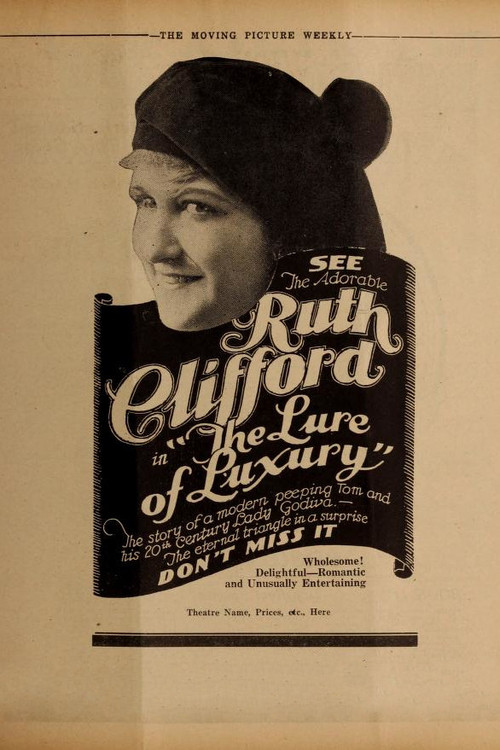 THE MOVING PICTURE WEEKLY
SEE
The Adorable
Ruth
Clifford
in "The Lure
of Luxury"
The story of a modern peeping Tom and
his 20th Century Lady Godiva.—
The eternal triangle in a surprise
DON'T MISS IT
Wholesome!
Delightful—Romantic
and Unusually Entertaining
Theatre Name, Prices, etc., Here